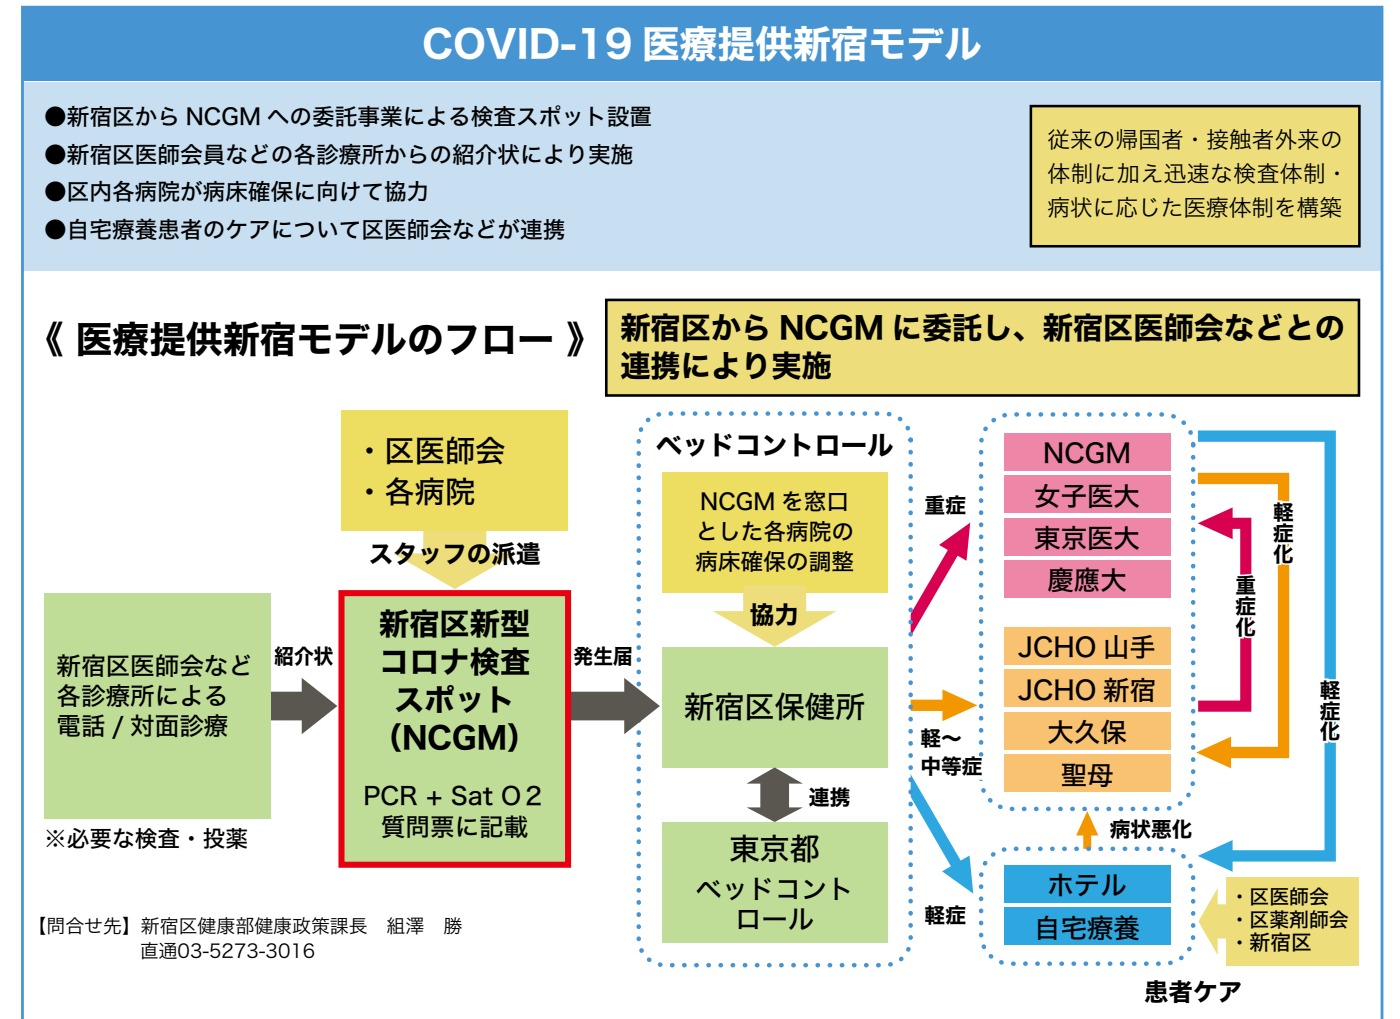 COVID-19 医療提供新宿モデル
●新宿区から NCGM への委託事業による検査スポット設置
●新宿区医師会員などの各診療所からの紹介状により実施
●区内各病院が病床確保に向けて協力
●自宅療養患者のケアについて区医師会などが連携
従来の帰国者・接触者外来の
体制に加え迅速な検査体制・
病状に応じた医療体制を構築
《 医療提供新宿モデルのフロー 》
新宿区から NCGM に委託し、新宿区医師会などとの
連携により実施
・区医師会
・各病院
スタッフの派遣
新宿区医師会など
各診療所による
電話 / 対面診療
※必要な検査・投薬
紹介状
新宿区新型
コロナ検査
スポット
（NCGM）
PCR + Sat O 2
質問票に記載
発生届
ベッドコントロール
NCGM を窓口
とした各病院の
病床確保の調整
協力
新宿区保健所
連携
東京都
ベッドコント
ロール
重症
軽〜
中等症
軽症
NCGM
女子医大
東京医大
慶應大
JCHO 山手
JCHO 新宿
大久保
聖母
軽症化
重症化
軽症化
病状悪化
ホテル
自宅療養
・区医師会
・区薬剤師会
・新宿区
患者ケア
【問合せ先】新宿区健康部健康政策課長　組澤　勝
直通03-5273-3016